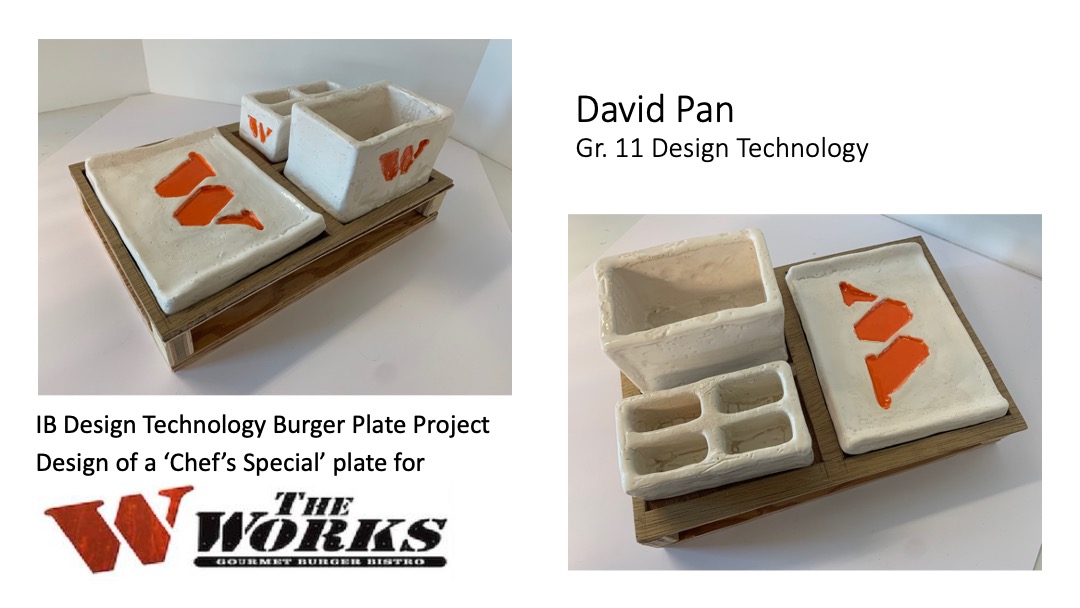 David Pan
Gr. 11 Design Technology
W
W
W
W
IB Design Technology Burger Plate Project
Design of a ‘Chef’s Special’ plate for
W THE
WORKS
GOURMET BURGER BISTRO